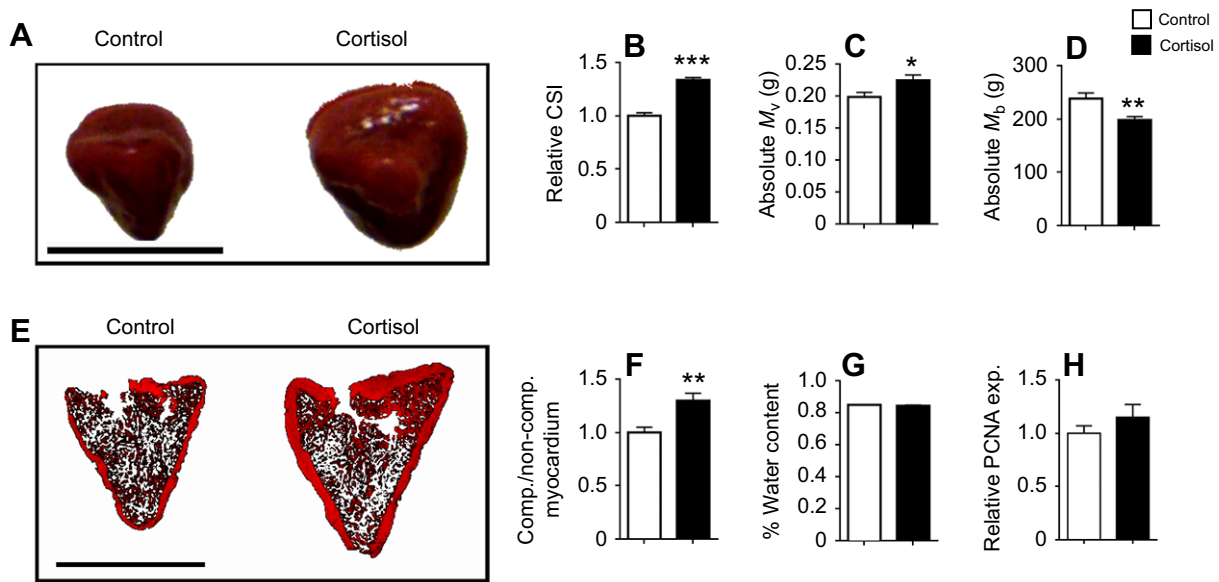 A
Control
Cortisol
B
Relative CSI
1.5
1.0
0.5
0
***
C
Absolute Mv (g)
0.25
0.20
0.15
0.10
0.05
0
*
Control
Cortisol
D
Absolute Mb (g)
300
200
100
0
**
E
Control
Cortisol
F
Comp./non-comp.
myocardium
1.5
1.0
0.5
0
**
G
% Water content
1.0
0.8
0.6
0.4
0.2
0
H
Relative PCNA exp.
1.5
1.0
0.5
0